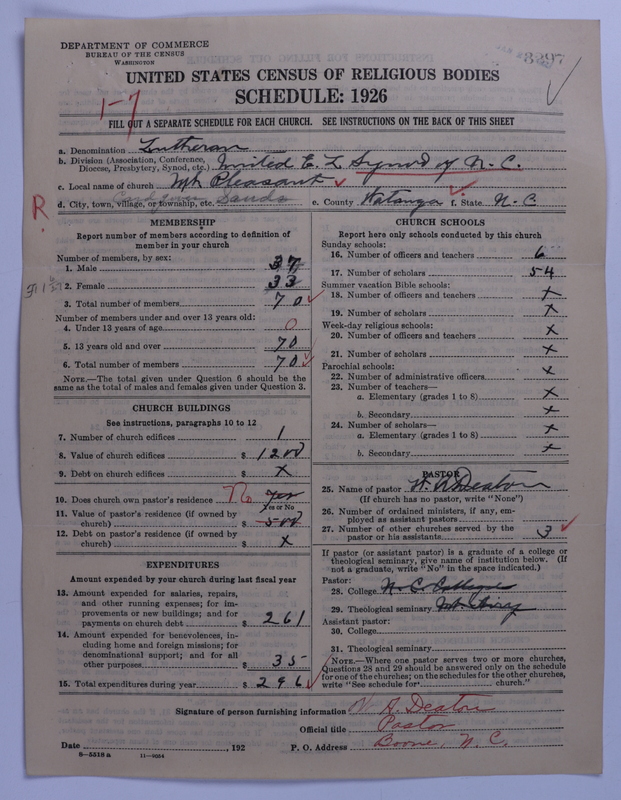 DEPARTMENT OF COMMERCE
BUREAU OF THE CENSUS
WASHINGTON
3297
UNITED STATES CENSUS OF RELIGIOUS BODIES
SCHEDULE: 1926
1-7
FILL OUT A SEPARATE SCHEDULE FOR EACH CHURCH. SEE INSTRUCTIONS ON THE BACK OF THIS SHEET
a. Denomination Lutheran
b. Division (Association, Conference, Diocese, Presbytery, Synod, etc.) United E. L. Synod of N. C.
c. Local name of church Mt. Pleasant
d. City, town, village, or township, etc. Sands e. County Watauga f. State N. C.
R
MEMBERSHIP
Report number of members according to definition of
member in your church
Number of members, by sex:
1. Male 37
2. Female 33
3. Total number of members 70
Number of members under and over 13 years old:
4. Under 13 years of age 0
5. 13 years old and over 70
6. Total number of members 70
NOTE.—The total given under Question 6 should be the
same as the total of males and females given under Question 3.
CHURCH BUILDINGS
See instructions, paragraphs 10 to 12
7. Number of church edifices 1
8. Value of church edifices $ 1200
9. Debt on church edifices $ x
10. Does church own pastor's residence No Yes
Yes or No
11. Value of pastor's residence (if owned by
church) $ 500
12. Debt on pastor's residence (if owned by
church) $ x
EXPENDITURES
Amount expended by your church during last fiscal year
13. Amount expended for salaries, repairs,
and other running expenses; for im-
provements or new buildings; and for
payments on church debt $ 261
14. Amount expended for benevolences, in-
cluding home and foreign missions; for
denominational support; and for all
other purposes $ 35
15. Total expenditures during year $ 296
CHURCH SCHOOLS
Report here only schools conducted by this church
Sunday schools:
16. Number of officers and teachers 6
17. Number of scholars 54
Summer vacation Bible schools:
18. Number of officers and teachers x
19. Number of scholars x
Week-day religious schools:
20. Number of officers and teachers x
21. Number of scholars x
Parochial schools:
22. Number of administrative officers x
23. Number of teachers—
a. Elementary (grades 1 to 8) x
b. Secondary x
24. Number of scholars—
a. Elementary (grades 1 to 8) x
b. Secondary x
PASTOR
25. Name of pastor Deaton
(If church has no pastor, write "None")
26. Number of ordained ministers, if any, em-
ployed as assistant pastors
27. Number of other churches served by the
pastor or his assistants 3
If pastor (or assistant pastor) is a graduate of a college or
theological seminary, give name of institution below. (If
not a graduate, write "No" in the space indicated.)
Pastor:
28. College N. C. College
29. Theological seminary Mt. Airy
Assistant pastor:
30. College
31. Theological seminary
NOTE.—Where one pastor serves two or more churches,
Questions 28 and 29 should be answered only on the schedule
for one of the churches; on the schedules for the other churches,
write "See schedule for church."
Signature of person furnishing information A. Deaton
Official title Pastor
Date , 192 P. O. Address Boone, N. C.
8—5518 a 11—9054